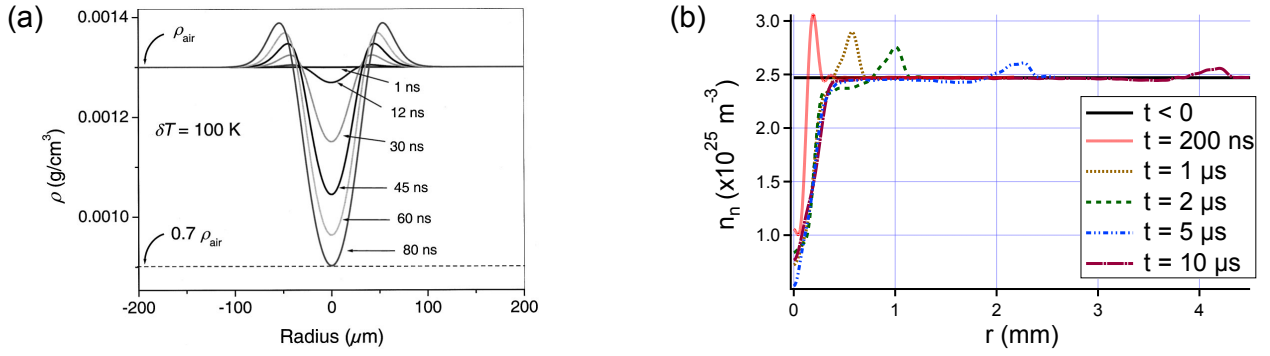 (a)
0.0014
0.0012
0.0010
ρ (g/cm³)
ρair
δT = 100 K
0.7 ρair
1 ns
12 ns
30 ns
45 ns
60 ns
80 ns
-200 -100 0 100 200
Radius (μm)
(b)
3.0
2.5
2.0
1.5
1.0
nn (x10²⁵ m⁻³)
t < 0
t = 200 ns
t = 1 μs
t = 2 μs
t = 5 μs
t = 10 μs
0 1 2 3 4
r (mm)